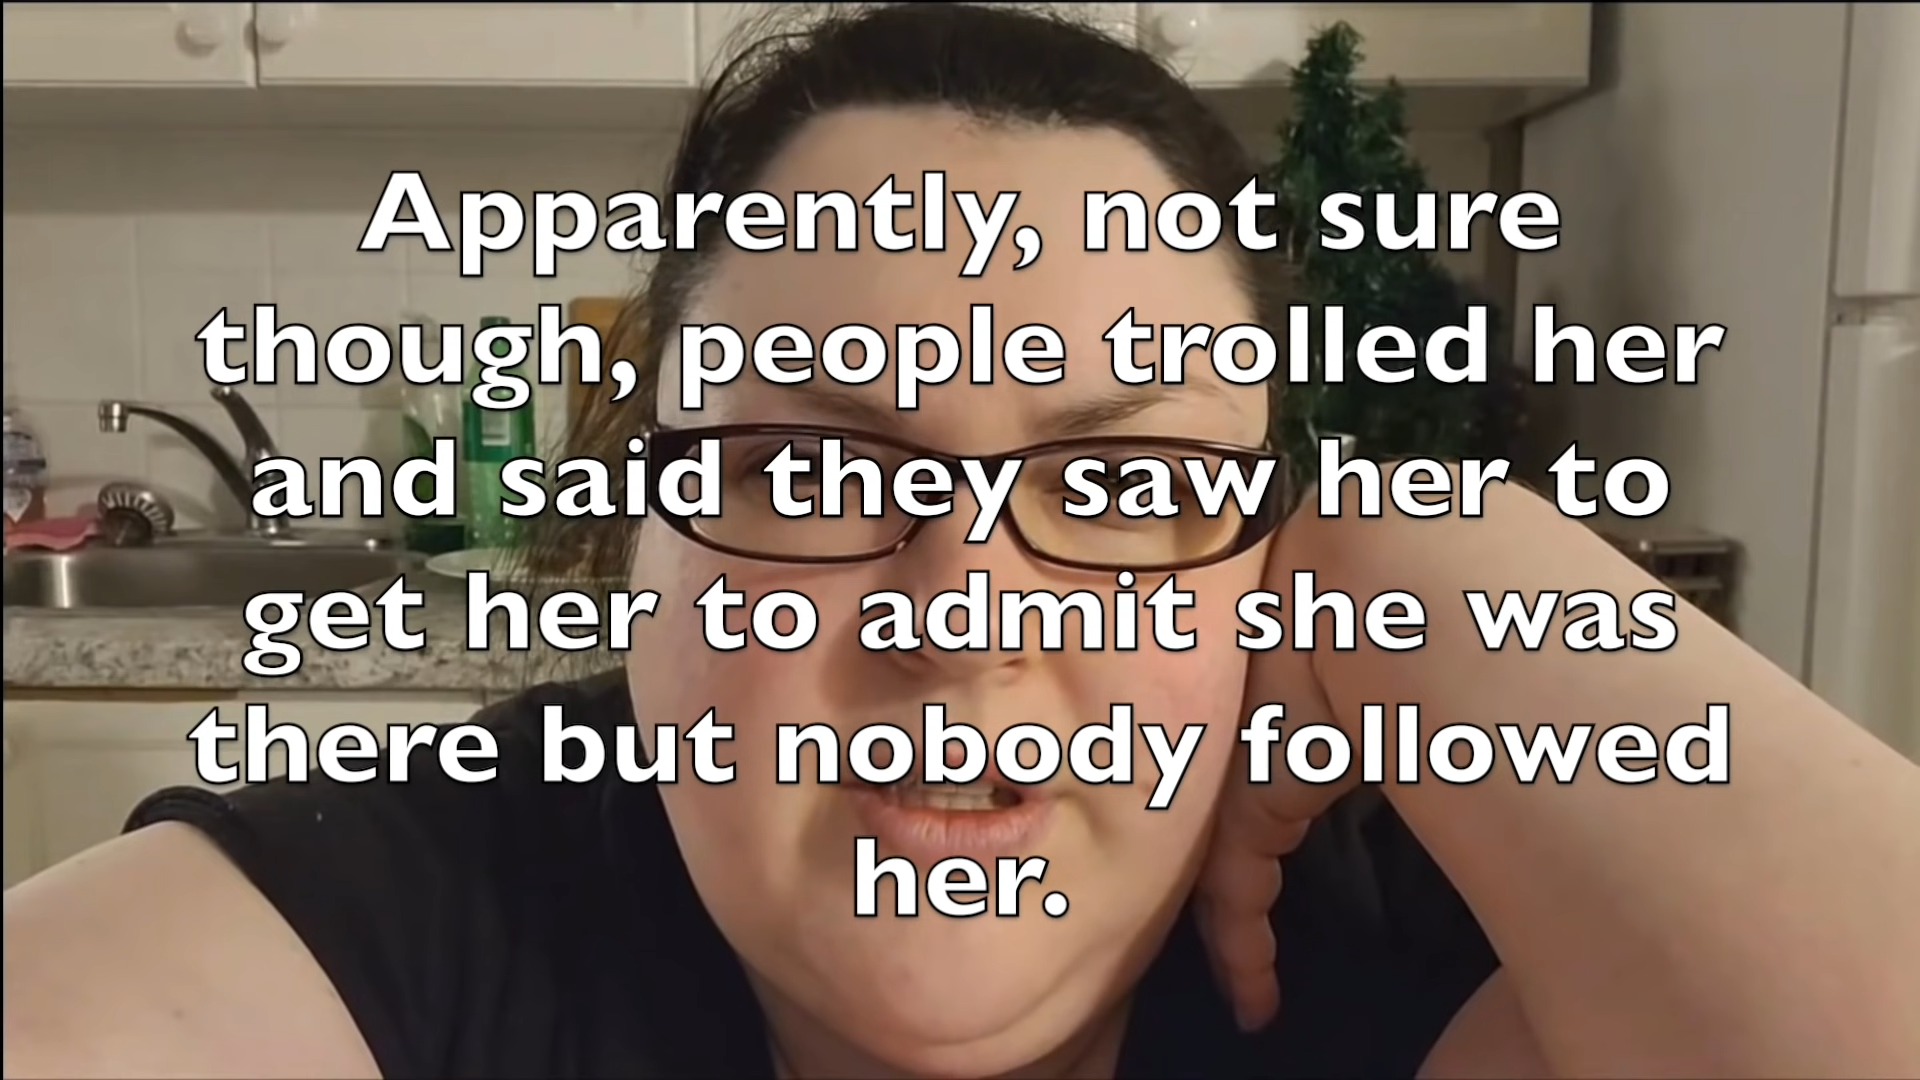 Apparently, not sure
though, people trolled her
and said they saw her to
get her to admit she was
there but nobody followed
her.